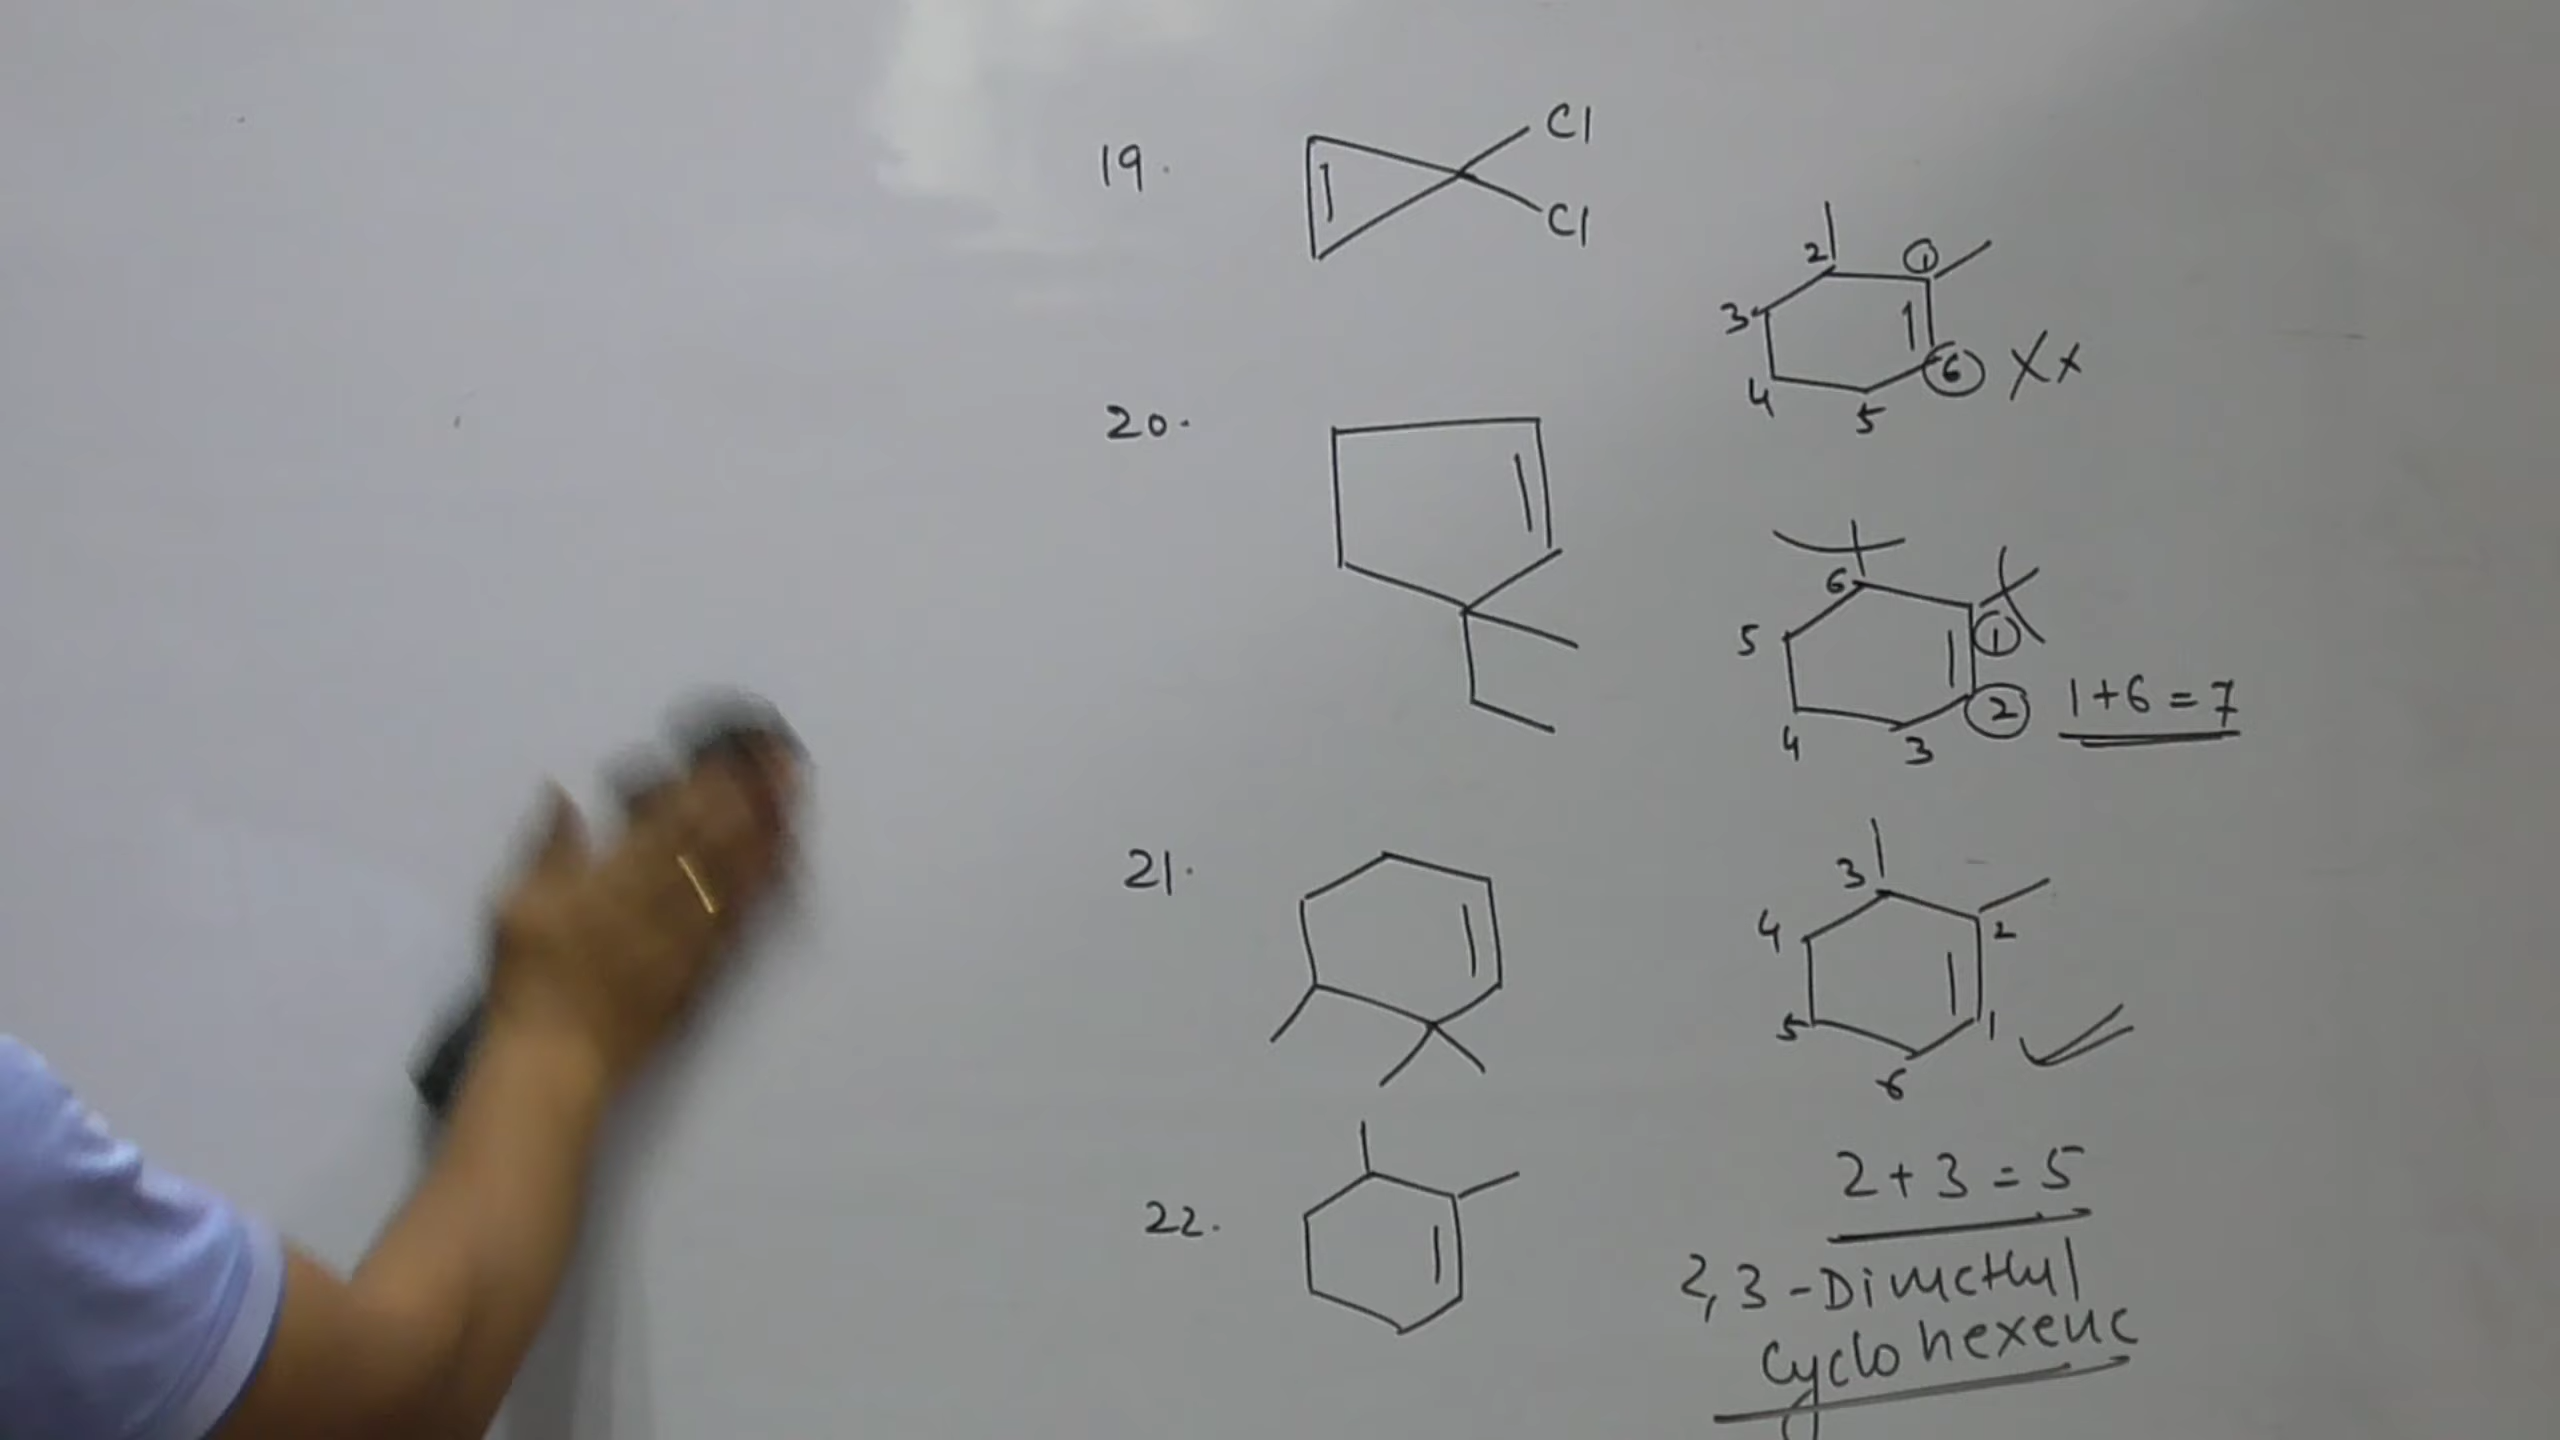 19.
Cl
Cl
2 1
3
4 5 6 XX
20.
6
5 1
4 3 2
1+6=7
21.
3
4 2
5 1
6
22.
2+3=5
2,3-Dimethyl
cyclohexene